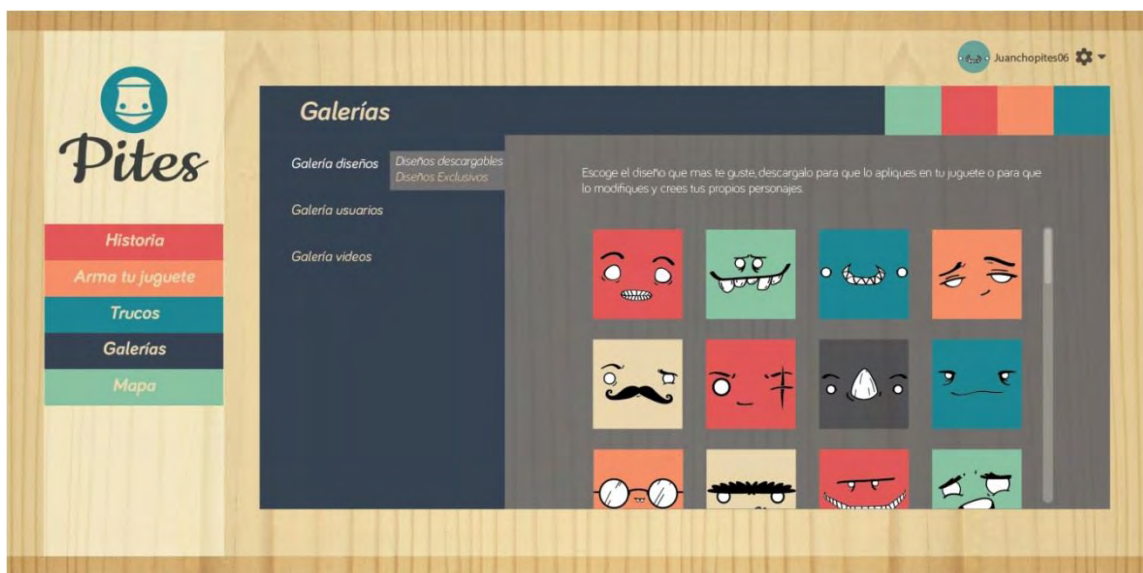 Pites
Historia
Arma tu juguete
Trucos
Galerías
Mapa
Juanchopites06
Galerías
Galería diseños
Diseños descargables
Diseños Exclusivos
Galería usuarios
Galería videos
Escoge el diseño que mas te guste, descargalo para que lo apliques en tu juguete o para que
lo modifiques y crees tus propios personajes.